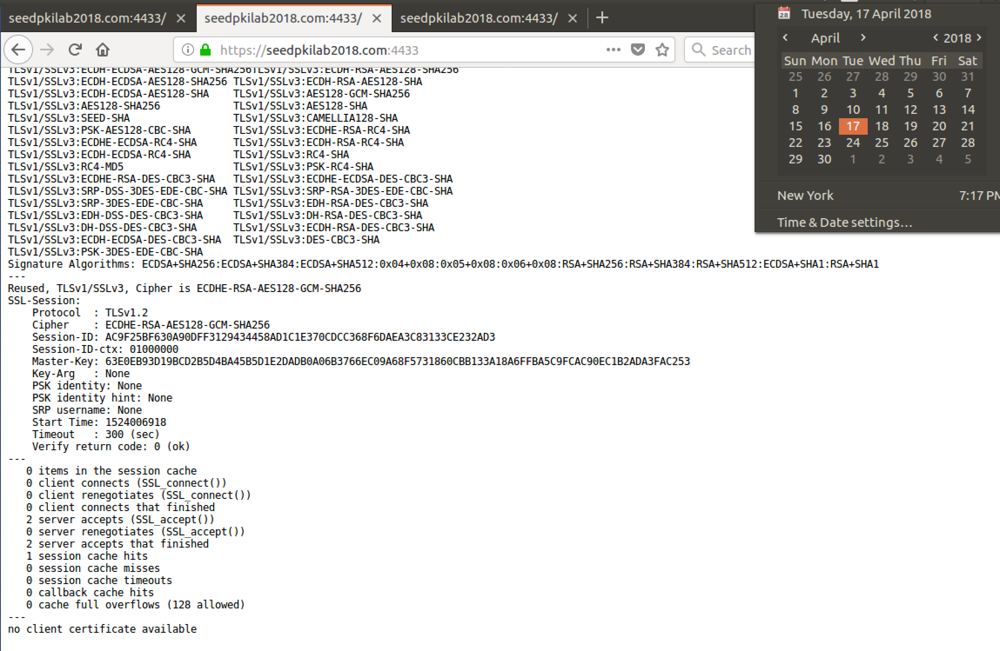 seedpkilab2018.com:4433/ seedpkilab2018.com:4433/ seedpkilab2018.com:4433/
https://seedpkilab2018.com:4433 Search
TLSv1/SSLv3:ECDH-ECDSA-AES128-GCM-SHA256TLSv1/SSLv3:ECDH-RSA-AES128-SHA256
TLSv1/SSLv3:ECDH-ECDSA-AES128-SHA256 TLSv1/SSLv3:ECDH-RSA-AES128-SHA
TLSv1/SSLv3:ECDH-ECDSA-AES128-SHA TLSv1/SSLv3:AES128-GCM-SHA256
TLSv1/SSLv3:AES128-SHA256 TLSv1/SSLv3:AES128-SHA
TLSv1/SSLv3:SEED-SHA TLSv1/SSLv3:CAMELLIA128-SHA
TLSv1/SSLv3:PSK-AES128-CBC-SHA TLSv1/SSLv3:ECDHE-RSA-RC4-SHA
TLSv1/SSLv3:ECDHE-ECDSA-RC4-SHA TLSv1/SSLv3:ECDH-RSA-RC4-SHA
TLSv1/SSLv3:ECDH-ECDSA-RC4-SHA TLSv1/SSLv3:RC4-SHA
TLSv1/SSLv3:RC4-MD5 TLSv1/SSLv3:PSK-RC4-SHA
TLSv1/SSLv3:ECDHE-RSA-DES-CBC3-SHA TLSv1/SSLv3:ECDHE-ECDSA-DES-CBC3-SHA
TLSv1/SSLv3:SRP-DSS-3DES-EDE-CBC-SHA TLSv1/SSLv3:SRP-RSA-3DES-EDE-CBC-SHA
TLSv1/SSLv3:SRP-3DES-EDE-CBC-SHA TLSv1/SSLv3:EDH-RSA-DES-CBC3-SHA
TLSv1/SSLv3:EDH-DSS-DES-CBC3-SHA TLSv1/SSLv3:DH-RSA-DES-CBC3-SHA
TLSv1/SSLv3:DH-DSS-DES-CBC3-SHA TLSv1/SSLv3:ECDH-RSA-DES-CBC3-SHA
TLSv1/SSLv3:ECDH-ECDSA-DES-CBC3-SHA TLSv1/SSLv3:DES-CBC3-SHA
TLSv1/SSLv3:PSK-3DES-EDE-CBC-SHA
Signature Algorithms: ECDSA+SHA256:ECDSA+SHA384:ECDSA+SHA512:0x04+0x08:0x05+0x08:0x06+0x08:RSA+SHA256:RSA+SHA384:RSA+SHA512:ECDSA+SHA1:RSA+SHA1
---
Reused, TLSv1/SSLv3, Cipher is ECDHE-RSA-AES128-GCM-SHA256
SSL-Session:
Protocol : TLSv1.2
Cipher : ECDHE-RSA-AES128-GCM-SHA256
Session-ID: AC9F25BF630A90DFF3129434458AD1C1E370CDCC368F6DAEA3C83133CE232AD3
Session-ID-ctx: 01000000
Master-Key: 63E0EB93D19BCD2B5D4BA45B5D1E2DADB0A06B3766EC09A68F5731860CBB133A18A6FFBA5C9FCAC90EC1B2ADA3FAC253
Key-Arg : None
PSK identity: None
PSK identity hint: None
SRP username: None
Start Time: 1524006918
Timeout : 300 (sec)
Verify return code: 0 (ok)
---
0 items in the session cache
0 client connects (SSL_connect())
0 client renegotiates (SSL_connect())
0 client connects that finished
2 server accepts (SSL_accept())
0 server renegotiates (SSL_accept())
2 server accepts that finished
1 session cache hits
0 session cache misses
0 session cache timeouts
0 callback cache hits
0 cache full overflows (128 allowed)
---
no client certificate available
28 Tuesday, 17 April 2018
< April > < 2018 >
Sun Mon Tue Wed Thu Fri Sat
25 26 27 28 29 30 31
1 2 3 4 5 6 7
8 9 10 11 12 13 14
15 16 17 18 19 20 21
22 23 24 25 26 27 28
29 30 1 2 3 4 5
New York 7:17 PM
Time & Date settings...